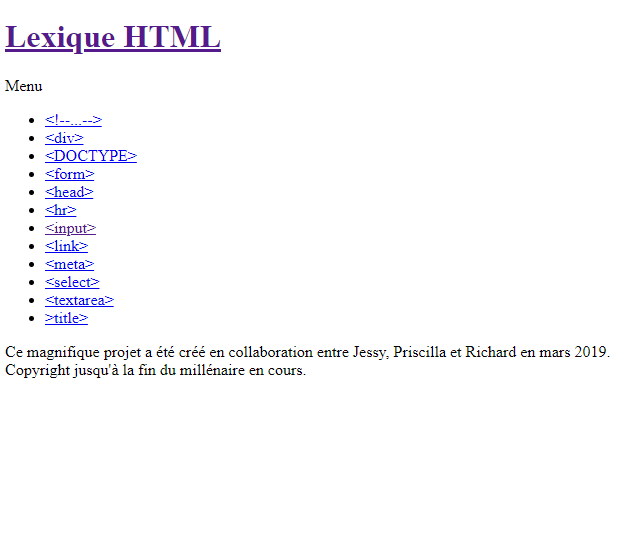 Lexique HTML
Menu
<!--...-->
<div>
<DOCTYPE>
<form>
<head>
<hr>
<input>
<link>
<meta>
<select>
<textarea>
>title>
Ce magnifique projet a été créé en collaboration entre Jessy, Priscilla et Richard en mars 2019.
Copyright jusqu'à la fin du millénaire en cours.